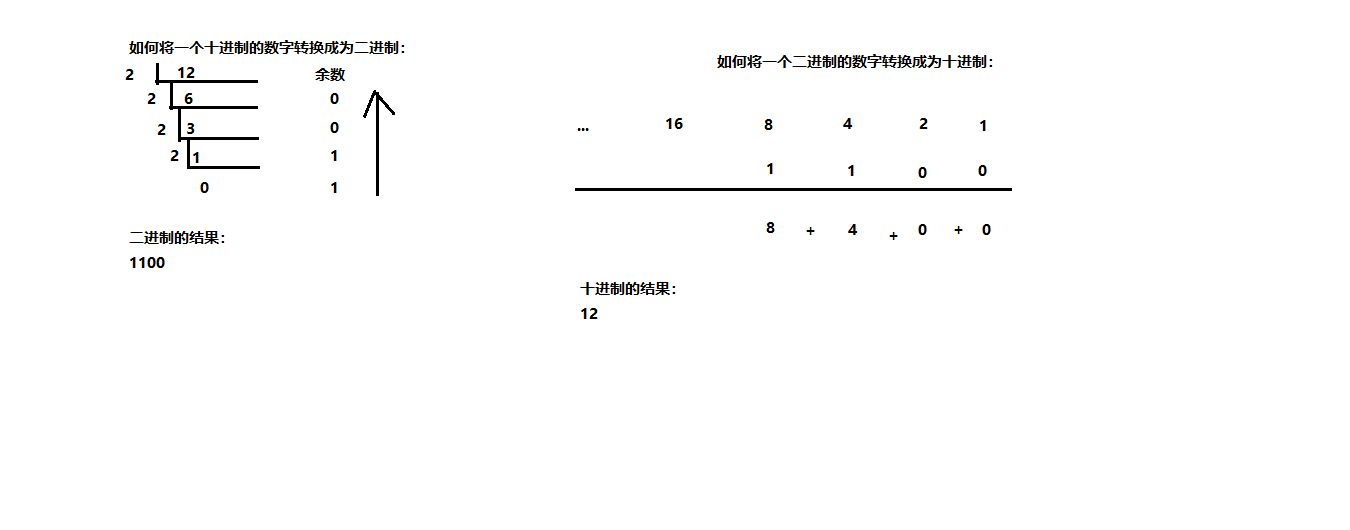 如何将一个十进制的数字转换成为二进制：
2 12 余数
2 6 0
2 3 0
2 1 1
0 1
二进制的结果：
1100
如何将一个二进制的数字转换成为十进制：
... 16 8 4 2 1
1 1 0 0
8 + 4 + 0 + 0
十进制的结果：
12